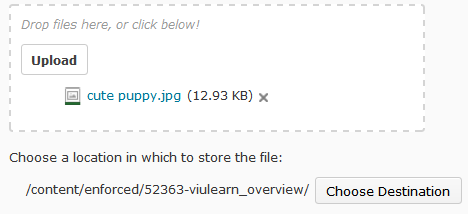 Drop files here, or click below!
Upload
cute puppy.jpg (12.93 KB)
Choose a location in which to store the file:
/content/enforced/52363-viulearn_overview/ Choose Destination